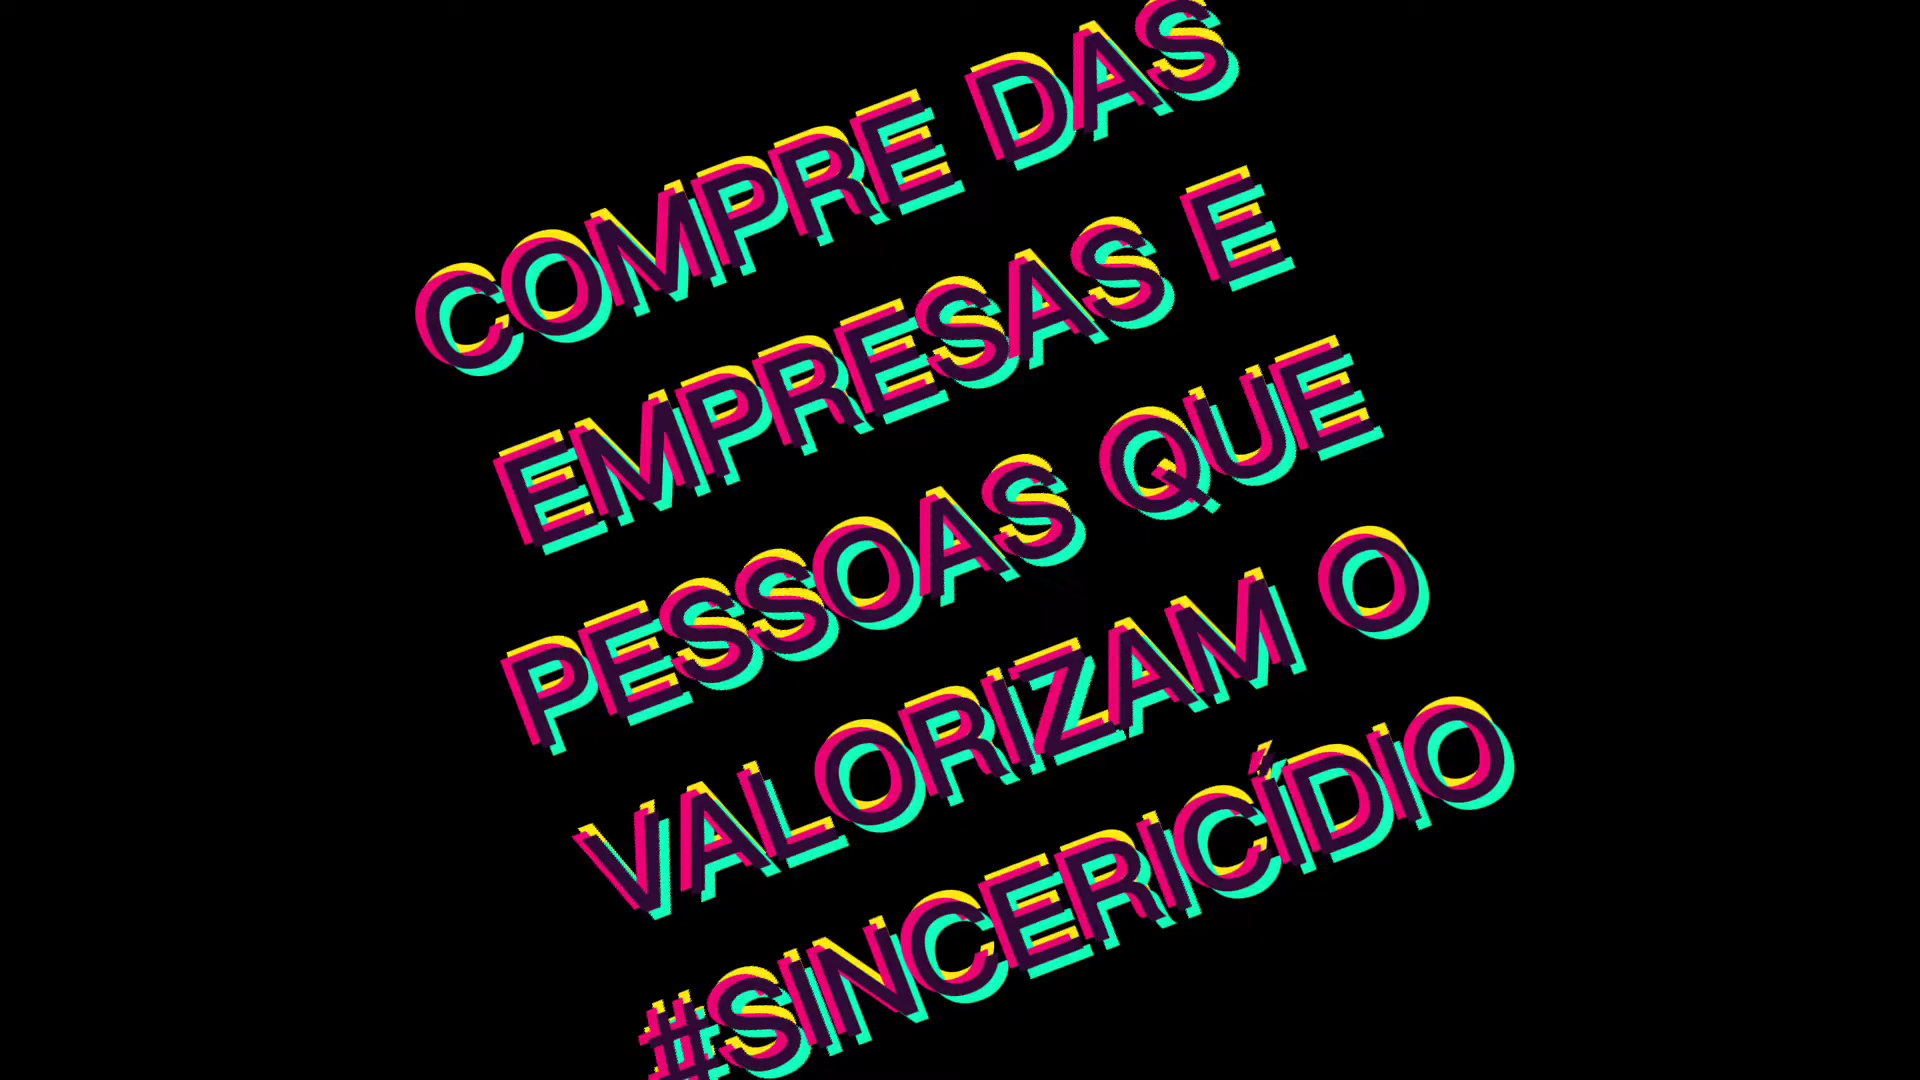 COMPRE DAS
EMPRESAS E
PESSOAS QUE
VALORIZAM O
#SINCERICÍDIO